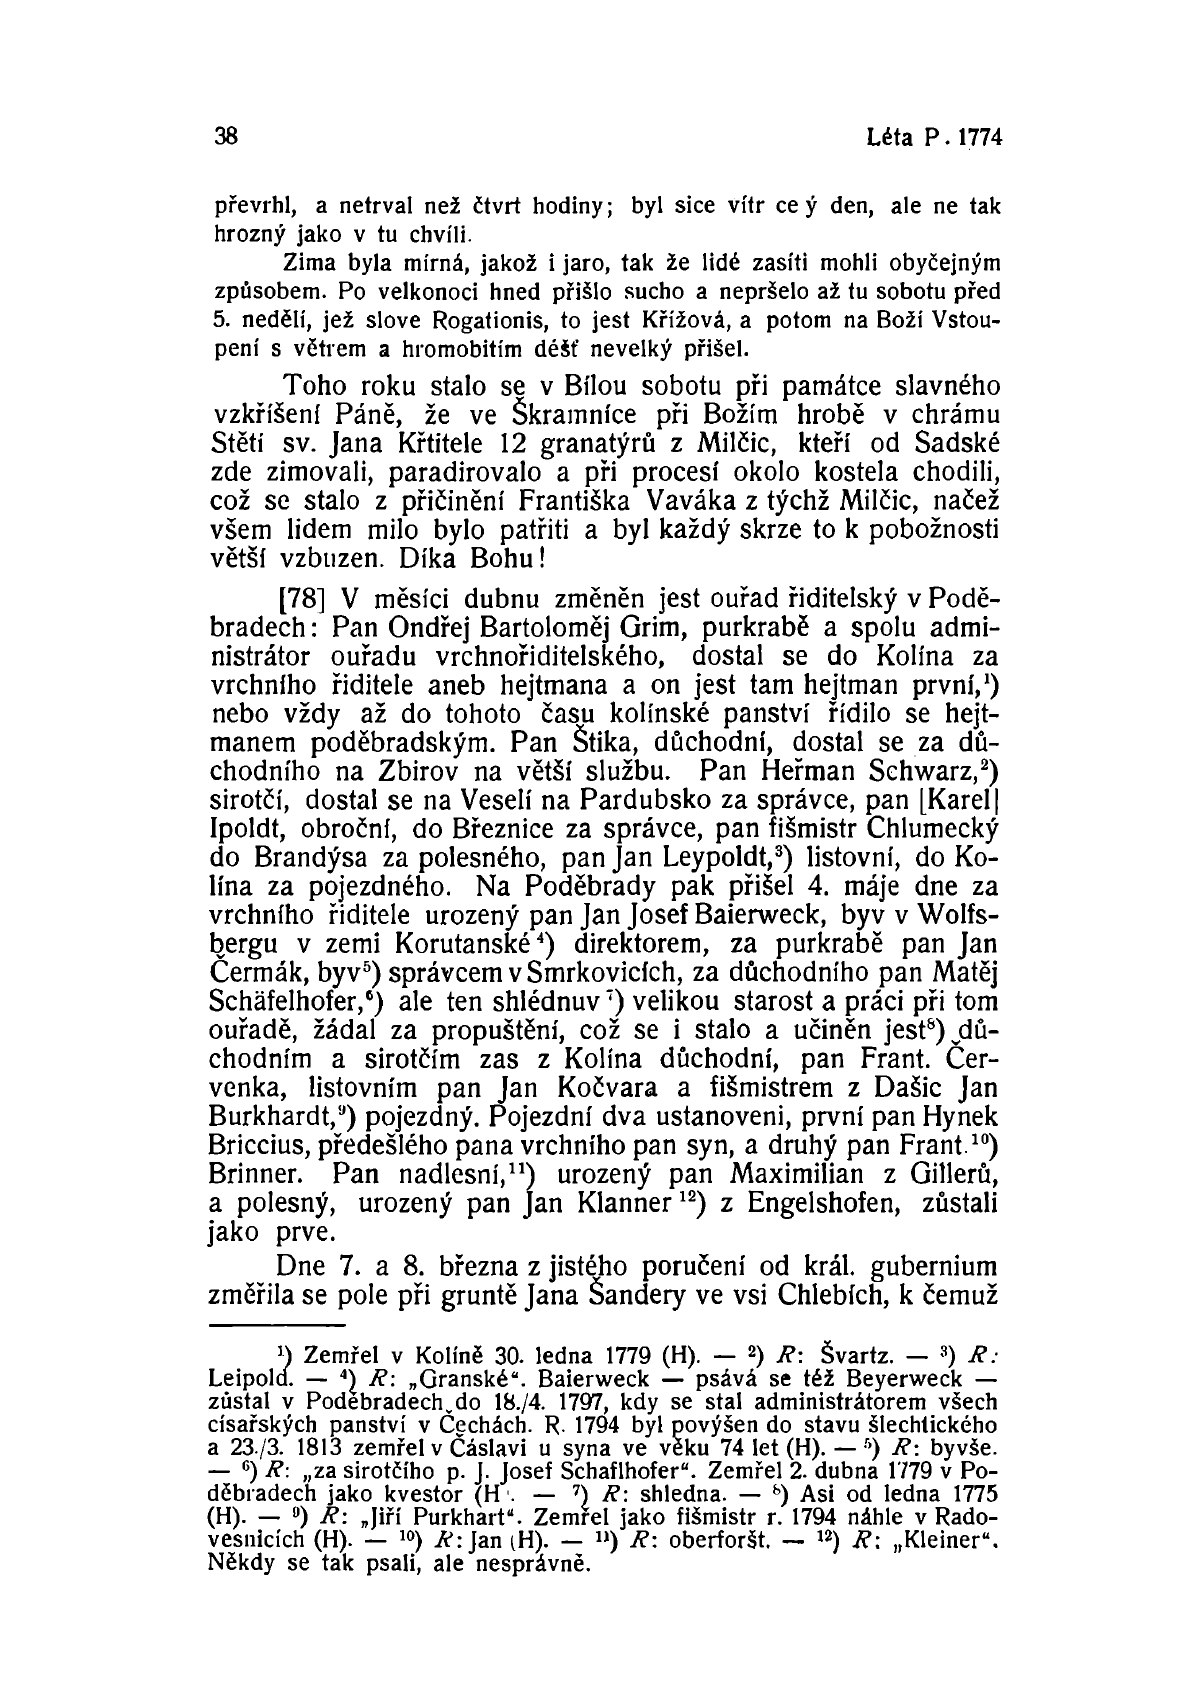 38 Léta P. 1774
převrhl, a netrval než čtvrt hodiny; byl sice vítr ce ý den, ale ne tak
hrozný jako v tu chvíli.
Zima byla mírná, jakož i jaro, tak že lidé zasíti mohli obyčejným
způsobem. Po velkonoci hned přišlo sucho a nepršelo až tu sobotu před
5. nedělí, jež slove Rogationis, to jest Křížová, a potom na Boží Vstou-
pení s větrem a hromobitím déšť nevelký přišel.
Toho roku stalo se v Bílou sobotu při památce slavného
vzkříšení Páně, že ve Skramníce při Božím hrobě v chrámu
Stětí sv. Jana Křtitele 12 granatýrů z Milčic, kteří od Sadské
zde zimovali, paradirovalo a při procesí okolo kostela chodili,
což se stalo z přičinění Františka Vaváka z týchž Milčic, načež
všem lidem milo bylo patřiti a byl každý skrze to k pobožnosti
větší vzbuzen. Díka Bohu!
[78] V měsíci dubnu změněn jest ouřad řiditelský v Podě-
bradech: Pan Ondřej Bartoloměj Grim, purkrabě a spolu admi-
nistrátor ouřadu vrchnořiditelského, dostal se do Kolína za
vrchního řiditele aneb hejtmana a on jest tam hejtman první,¹)
nebo vždy až do tohoto času kolínské panství řídilo se hejt-
manem poděbradským. Pan Štika, důchodní, dostal se za dů-
chodního na Zbirov na větší službu. Pan Heřman Schwarz,²)
sirotčí, dostal se na Veselí na Pardubsko za správce, pan [Karel]
Ipoldt, obroční, do Březnice za správce, pan fišmistr Chlumecký
do Brandýsa za polesného, pan Jan Leypoldt,³) listovní, do Ko-
lína za pojezdného. Na Poděbrady pak přišel 4. máje dne za
vrchního řiditele urozený pan Jan Josef Baierweck, byv v Wolfs-
bergu v zemi Korutanské⁴) direktorem, za purkrabě pan Jan
Čermák, byv⁵) správcem v Smrkovicích, za důchodního pan Matěj
Schäfelhofer,⁶) ale ten shlédnuv⁷) velikou starost a práci při tom
ouřadě, žádal za propuštění, což se i stalo a učiněn jest⁸) dů-
chodním a sirotčím zas z Kolína důchodní, pan Frant. Čer-
venka, listovním pan Jan Kočvara a fišmistrem z Dašic Jan
Burkhardt,⁹) pojezdný. Pojezdní dva ustanoveni, první pan Hynek
Briccius, předešlého pana vrchního pan syn, a druhý pan Frant.¹⁰)
Brinner. Pan nadlesní,¹¹) urozený pan Maximilian z Gillerů,
a polesný, urozený pan Jan Klanner¹²) z Engelshofen, zůstali
jako prve.
Dne 7. a 8. března z jistého poručení od král. gubernium
změřila se pole při gruntě Jana Šandery ve vsi Chlebích, k čemuž
¹) Zemřel v Kolíně 30. ledna 1779 (H). — ²) R: Švartz. — ³) R:
Leipold. — ⁴) R: „Granské“. Baierweck — psává se též Beyerweck —
zůstal v Poděbradech do 18./4. 1797, kdy se stal administrátorem všech
císařských panství v Čechách. R. 1794 byl povýšen do stavu šlechtického
a 23./3. 1813 zemřel v Čáslavi u syna ve věku 74 let (H). — ⁵) R: byvše.
— ⁶) R: „za sirotčího p. J. Josef Schaflhofer“. Zemřel 2. dubna 1779 v Po-
děbradech jako kvestor (H). — ⁷) R: shledna. — ⁸) Asi od ledna 1775
(H). — ⁹) R: „Jiří Purkhart“. Zemřel jako fišmistr r. 1794 náhle v Rado-
vesnicích (H). — ¹⁰) R: Jan (H). — ¹¹) R: oberforšt. — ¹²) R: „Kleiner“.
Někdy se tak psali, ale nesprávně.